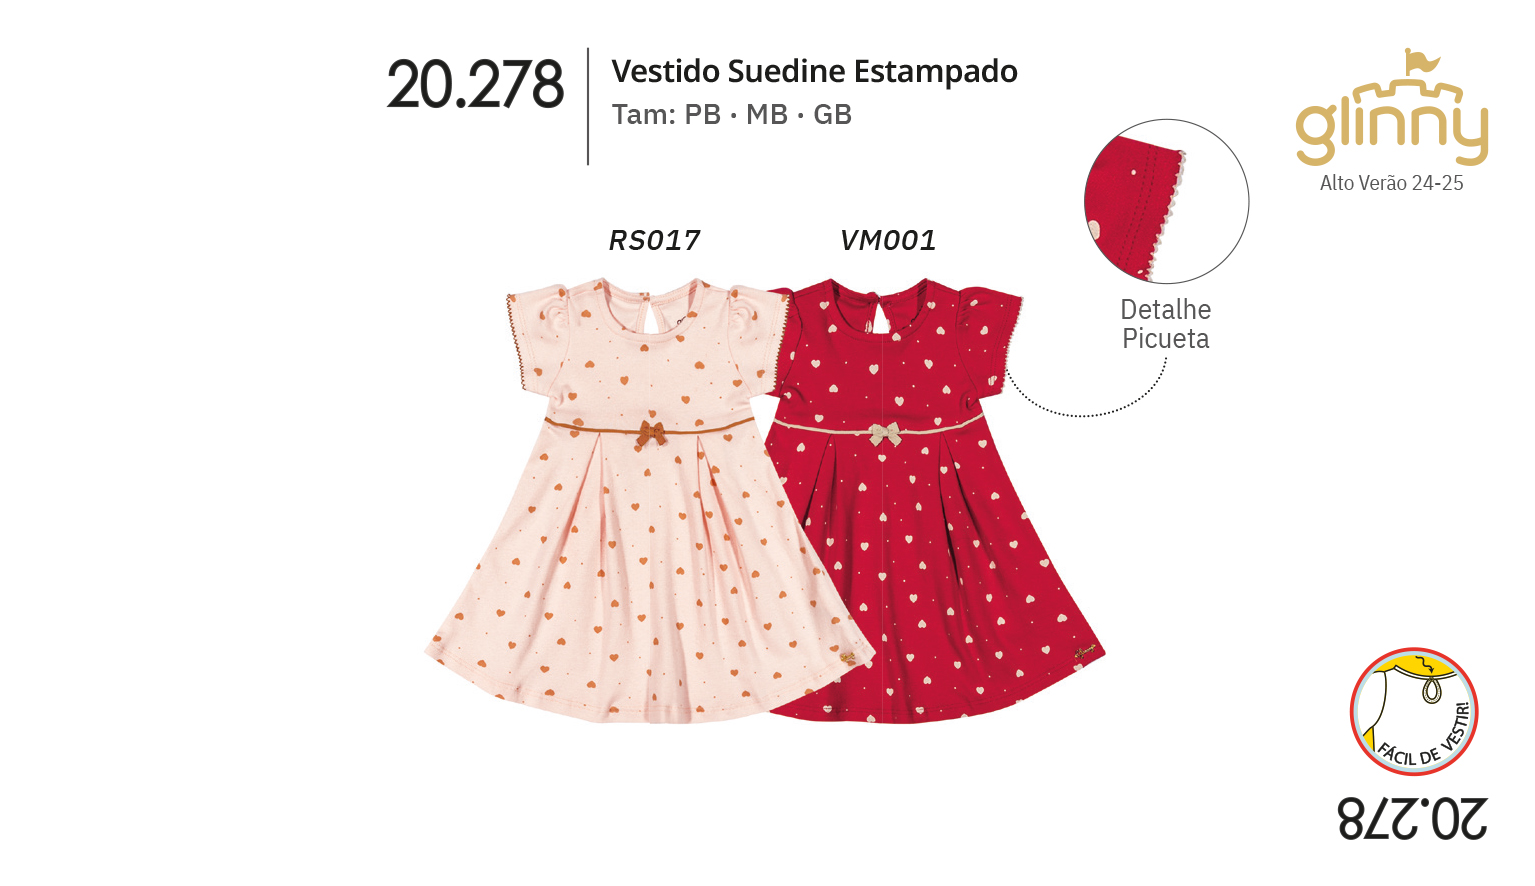 20.278
Vestido Suedine Estampado
Tam: PB · MB · GB
glinny
Alto Verão 24-25
RS017
VM001
Detalhe
Picueta
FÁCIL DE VESTIR!
20.278